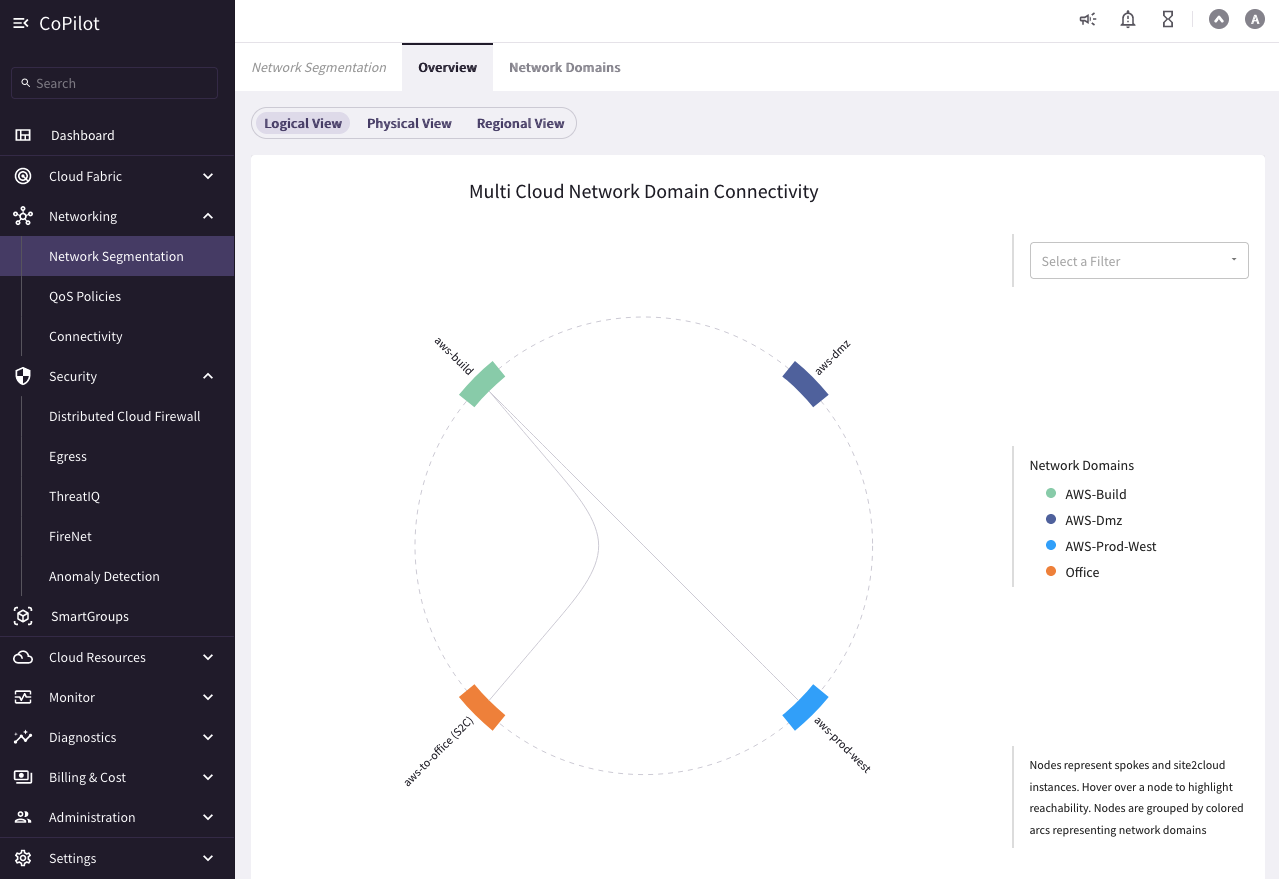 CoPilot
Search
Dashboard
Cloud Fabric
Networking
Network Segmentation
QoS Policies
Connectivity
Security
Distributed Cloud Firewall
Egress
ThreatIQ
FireNet
Anomaly Detection
SmartGroups
Cloud Resources
Monitor
Diagnostics
Billing & Cost
Administration
Settings
A
Network Segmentation
Overview
Network Domains
Logical View
Physical View
Regional View
Multi Cloud Network Domain Connectivity
Select a Filter
aws-build
aws-dmz
aws-to-office (S2C)
aws-prod-west
Network Domains
AWS-Build
AWS-Dmz
AWS-Prod-West
Office
Nodes represent spokes and site2cloud
instances. Hover over a node to highlight
reachability. Nodes are grouped by colored
arcs representing network domains